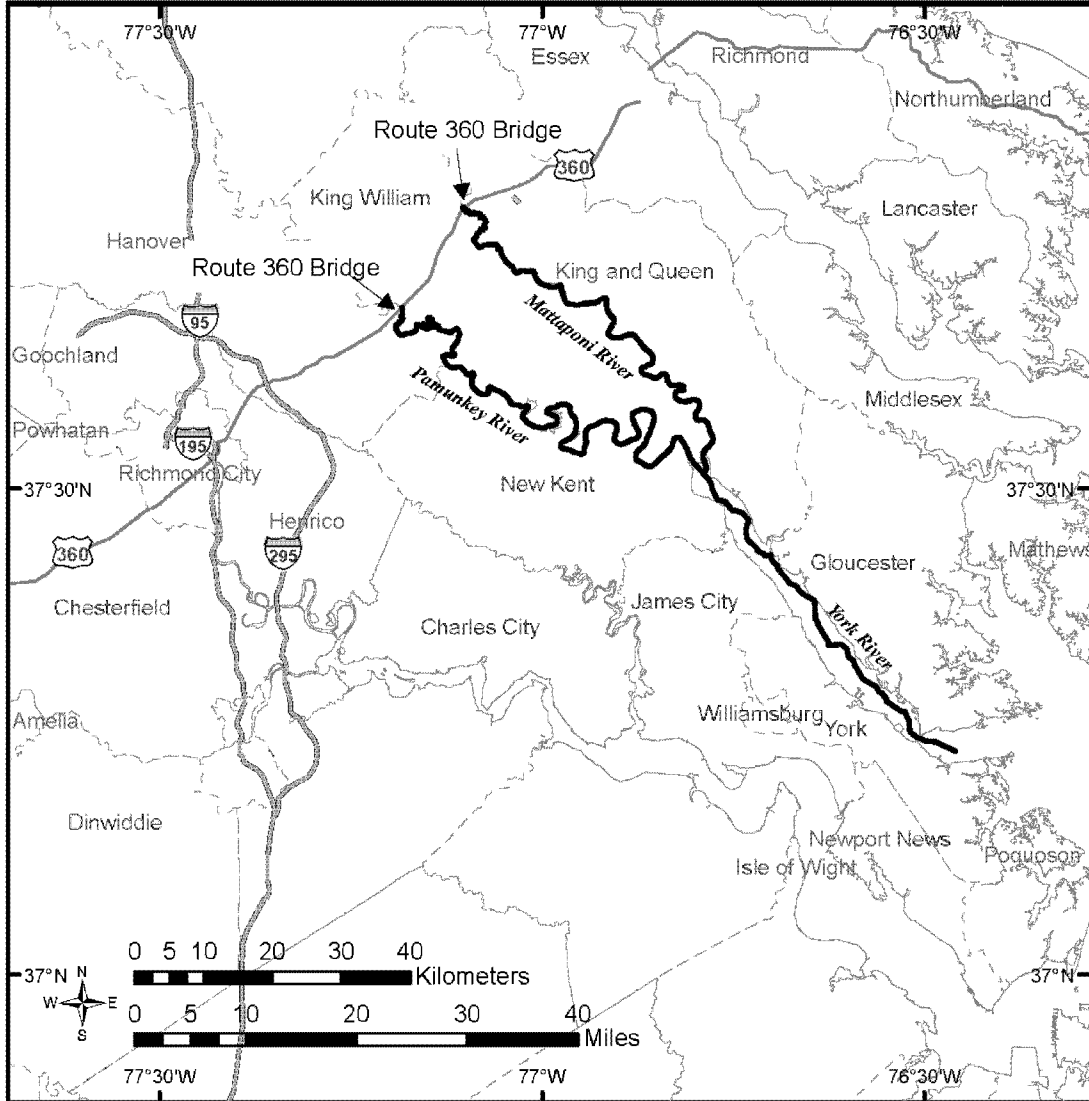 77°30'W
77°W
76°30'W
Essex
Richmond
Northumberland
Route 360 Bridge
360
King William
Lancaster
Hanover
Route 360 Bridge
King and Queen
Mattaponi River
95
Goochland
Pamunkey River
Middlesex
Powhatan
195
Richmond City
37°30'N
New Kent
37°30'N
Henrico
360
295
Gloucester
Mathews
Chesterfield
James City
Charles City
York River
Williamsburg
York
Amelia
Dinwiddie
Newport News
Poquoson
Isle of Wight
0 5 10 20 30 40
Kilometers
37°N
37°N
N
W E
S
0 5 10 20 30 40
Miles
77°30'W
77°W
76°30'W